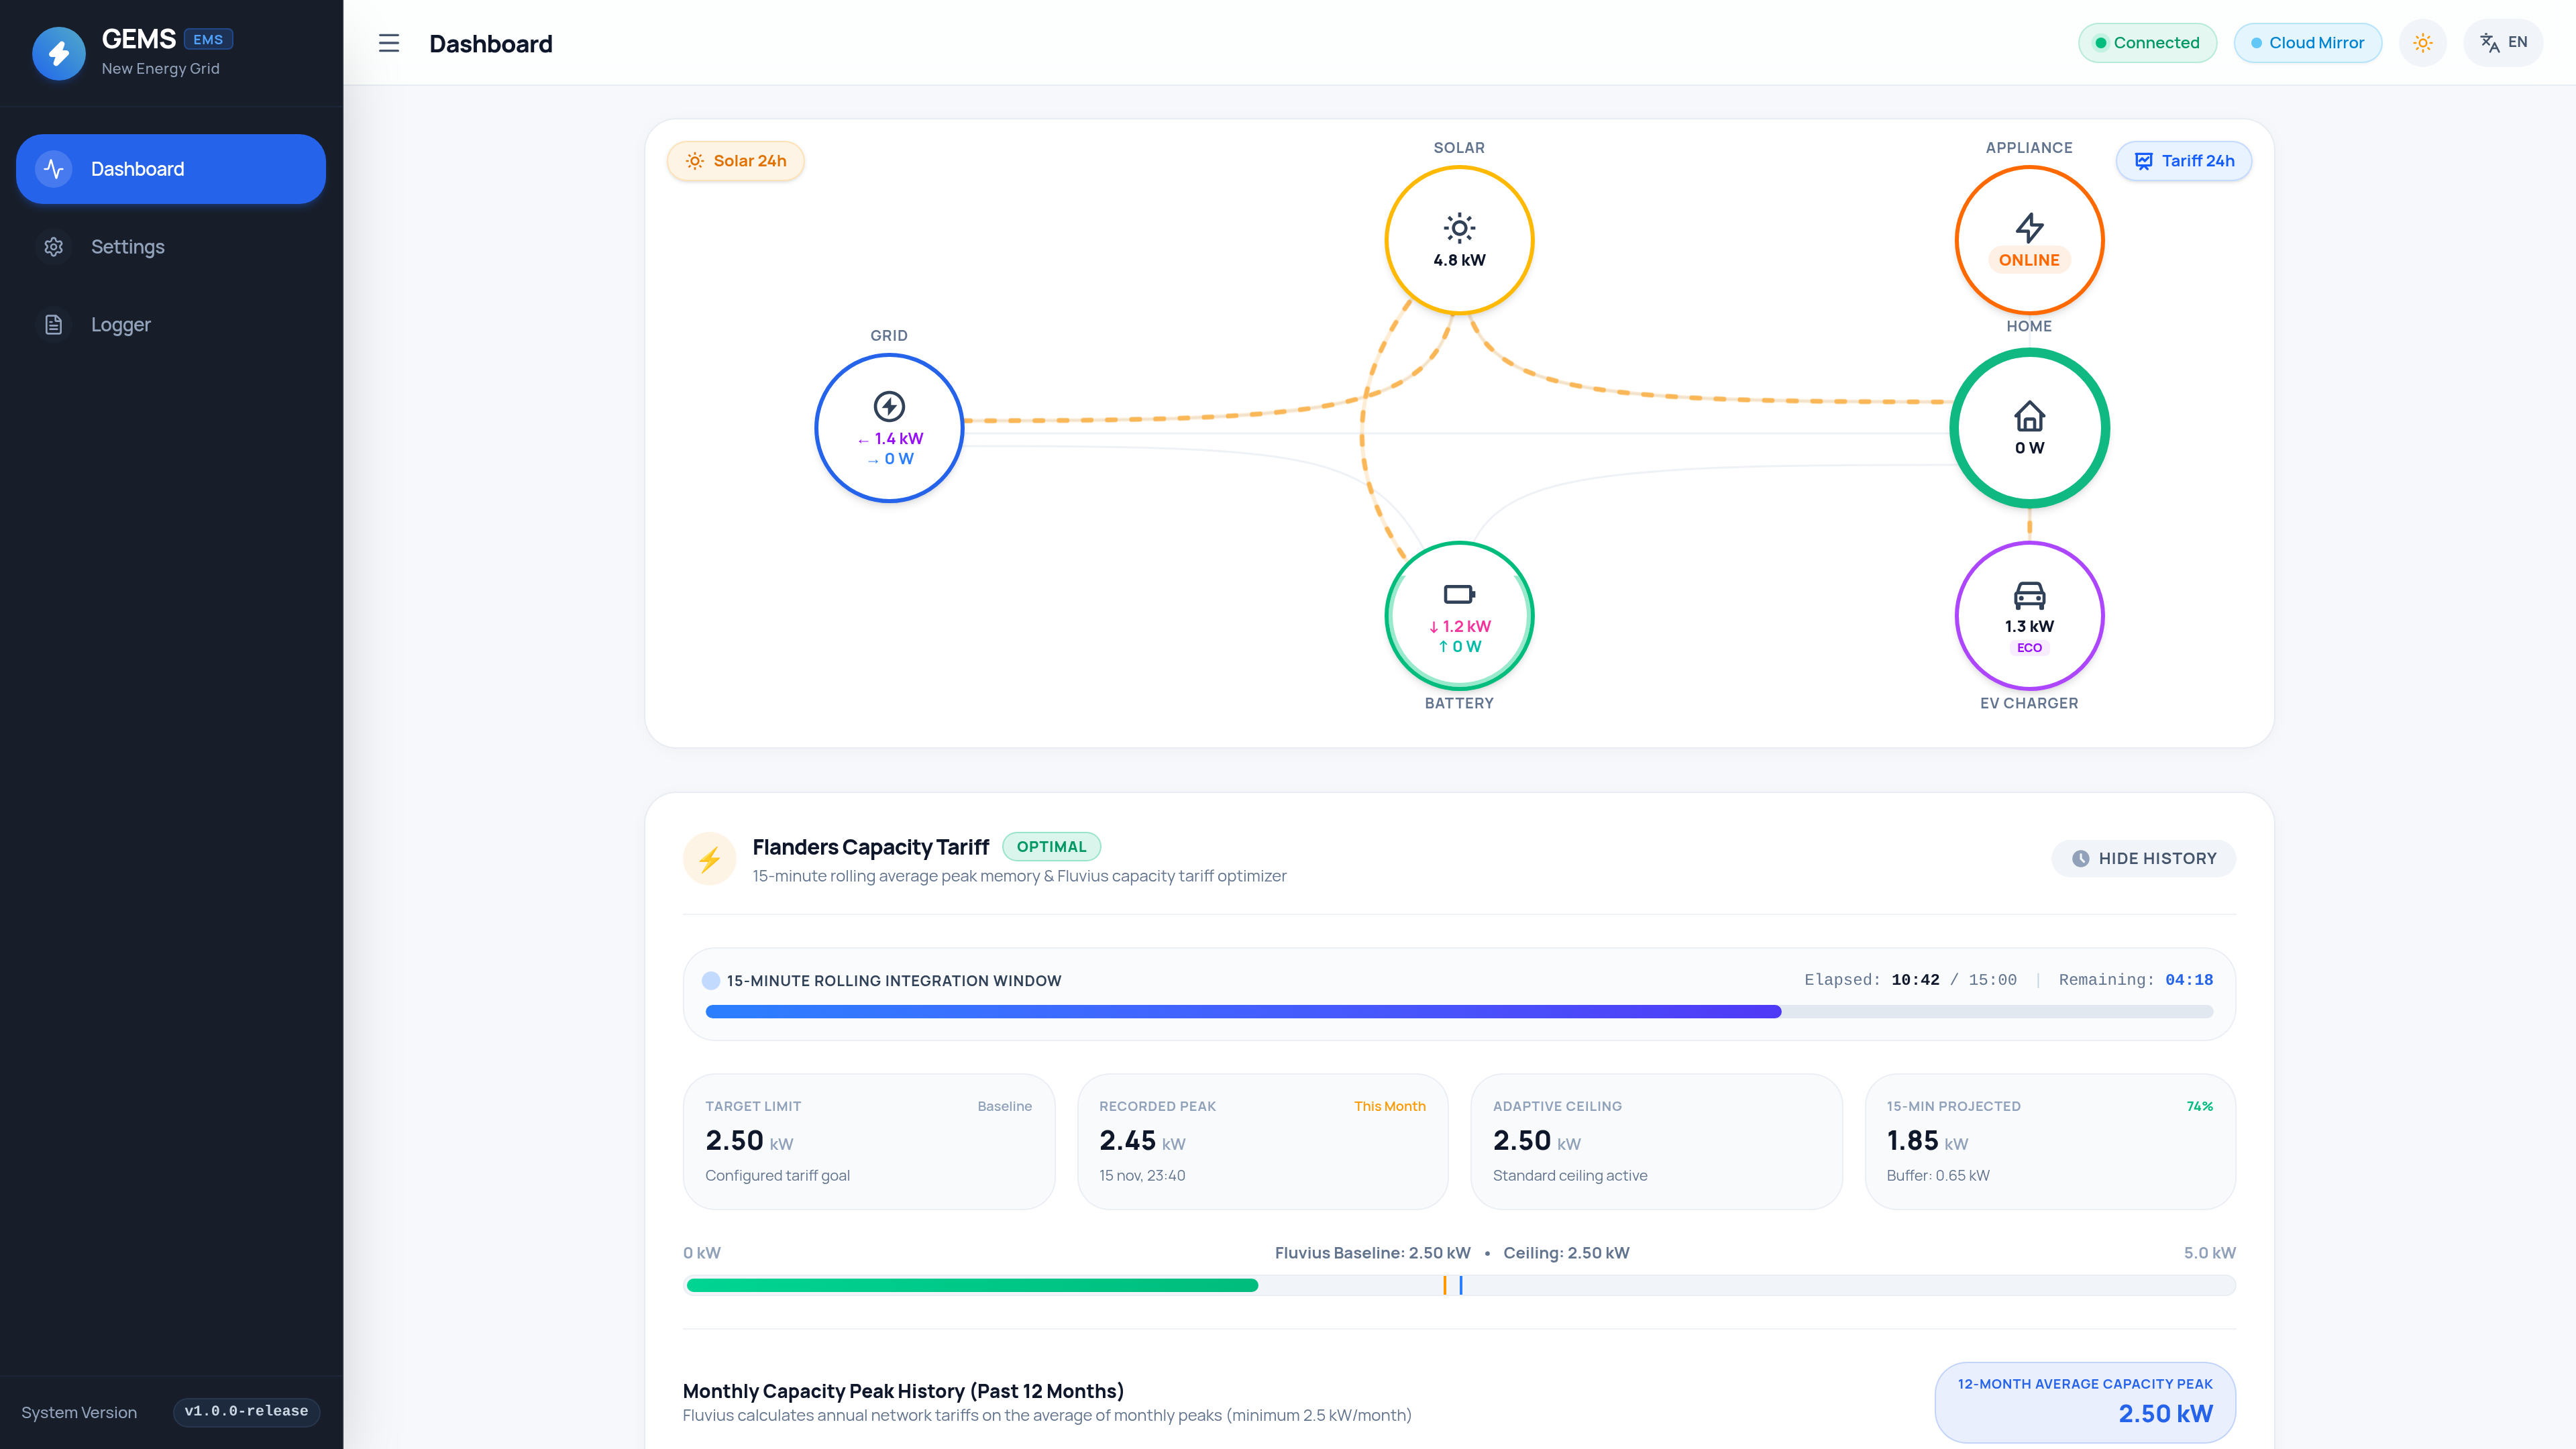 GEMS EMS
New Energy Grid
Dashboard
Settings
Logger
System Version v1.0.0-release
Dashboard
Connected
Cloud Mirror
EN
Solar 24h
SOLAR
4.8 kW
APPLIANCE
ONLINE
Tariff 24h
GRID
← 1.4 kW
→ 0 W
HOME
0 W
↓ 1.2 kW
↑ 0 W
BATTERY
1.3 kW
ECO
EV CHARGER
Flanders Capacity Tariff OPTIMAL
15-minute rolling average peak memory & Fluvius capacity tariff optimizer
HIDE HISTORY
15-MINUTE ROLLING INTEGRATION WINDOW
Elapsed: 10:42 / 15:00 | Remaining: 04:18
TARGET LIMIT Baseline
2.50 kW
Configured tariff goal
RECORDED PEAK This Month
2.45 kW
15 nov, 23:40
ADAPTIVE CEILING
2.50 kW
Standard ceiling active
15-MIN PROJECTED 74%
1.85 kW
Buffer: 0.65 kW
0 kW Fluvius Baseline: 2.50 kW • Ceiling: 2.50 kW 5.0 kW
Monthly Capacity Peak History (Past 12 Months)
Fluvius calculates annual network tariffs on the average of monthly peaks (minimum 2.5 kW/month)
12-MONTH AVERAGE CAPACITY PEAK
2.50 kW